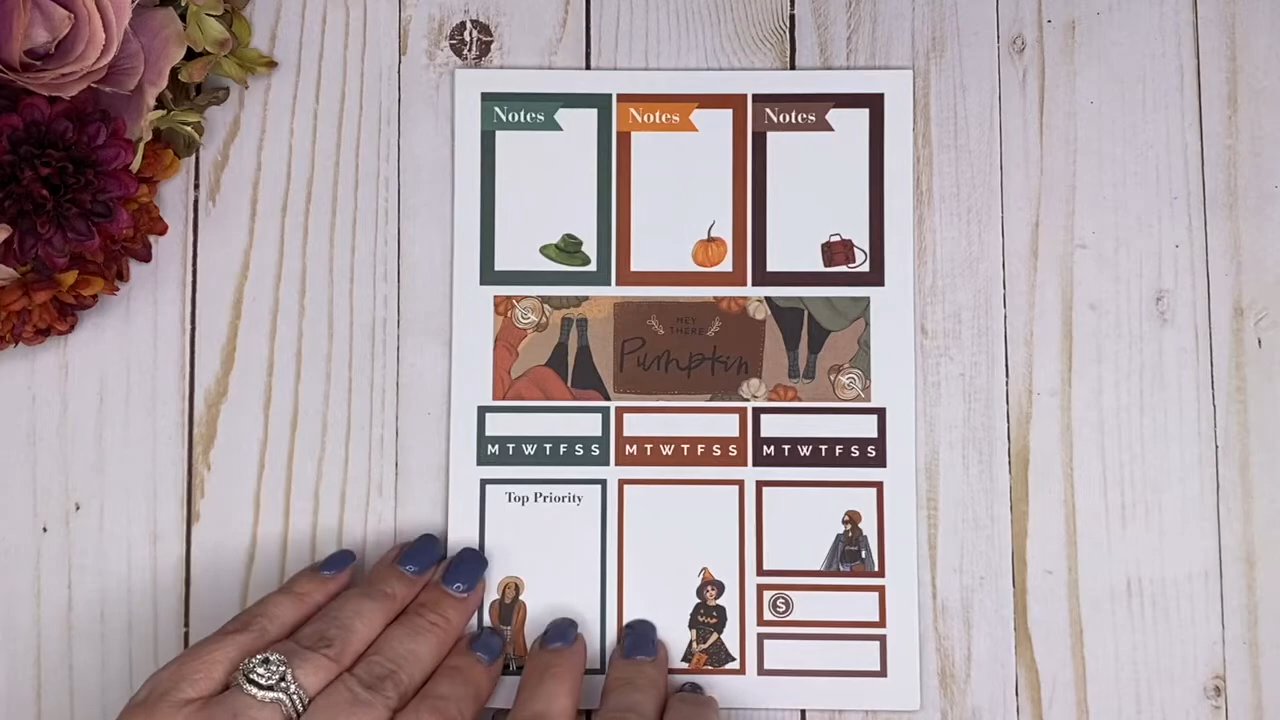 Notes
Notes
Notes
HEY
THERE
Pumpkin
M T W T F S S
M T W T F S S
M T W T F S S
Top Priority
$